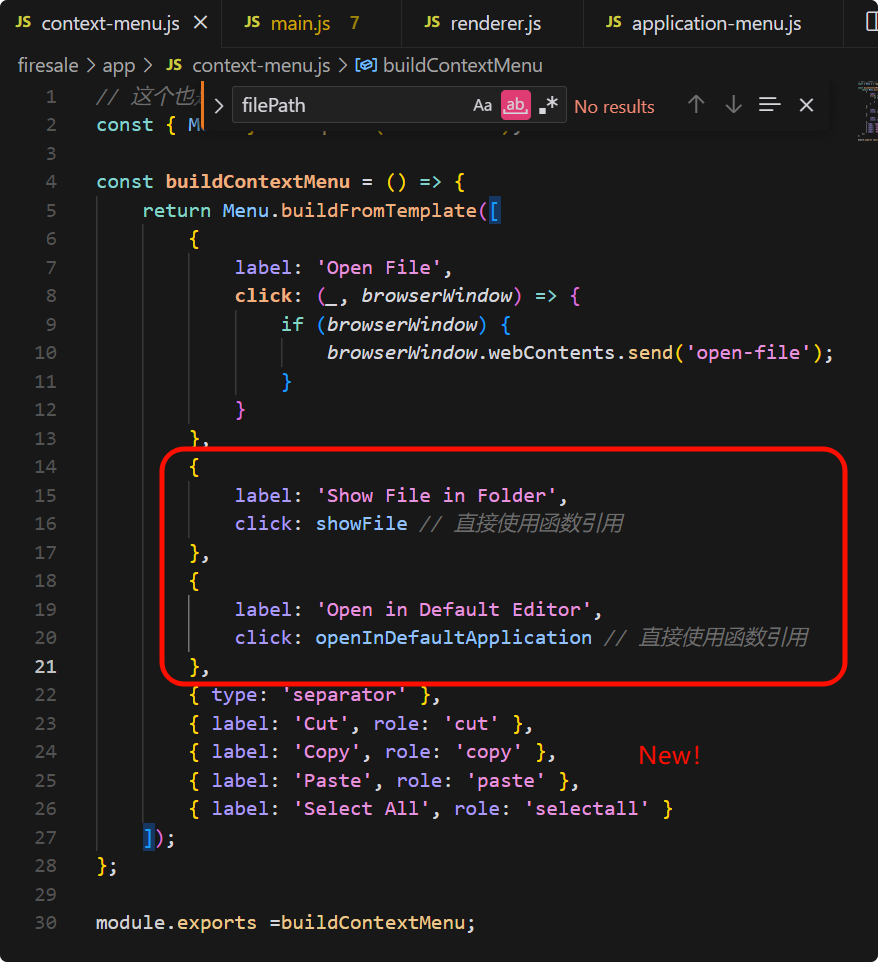 JS context-menu.js JS main.js 7 JS renderer.js JS application-menu.js
firesale > app > JS context-menu.js > buildContextMenu
filePath Aa ab No results
1 // 这个也
2 const {
3
4 const buildContextMenu = () => {
5 return Menu.buildFromTemplate([
6 {
7 label: 'Open File',
8 click: (_, browserWindow) => {
9 if (browserWindow) {
10 browserWindow.webContents.send('open-file');
11 }
12 }
13 },
14 {
15 label: 'Show File in Folder',
16 click: showFile // 直接使用函数引用
17 },
18 {
19 label: 'Open in Default Editor',
20 click: openInDefaultApplication // 直接使用函数引用
21 },
22 { type: 'separator' },
23 { label: 'Cut', role: 'cut' },
24 { label: 'Copy', role: 'copy' },
New!
25 { label: 'Paste', role: 'paste' },
26 { label: 'Select All', role: 'selectall' }
27 ]);
28 };
29
30 module.exports =buildContextMenu;